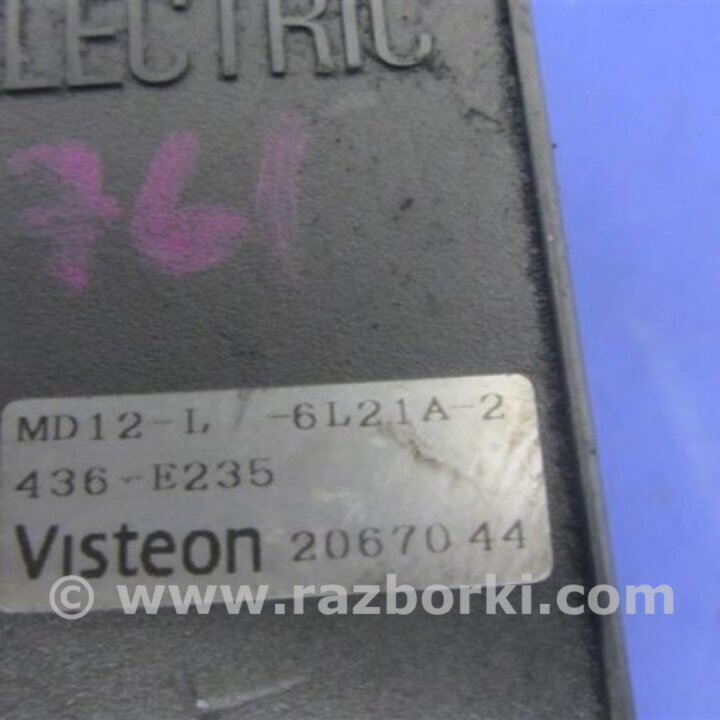 LECTRIC
761
MD12-L -6L21A-2
436-E235
Visteon 2067044
© www.razborki.com